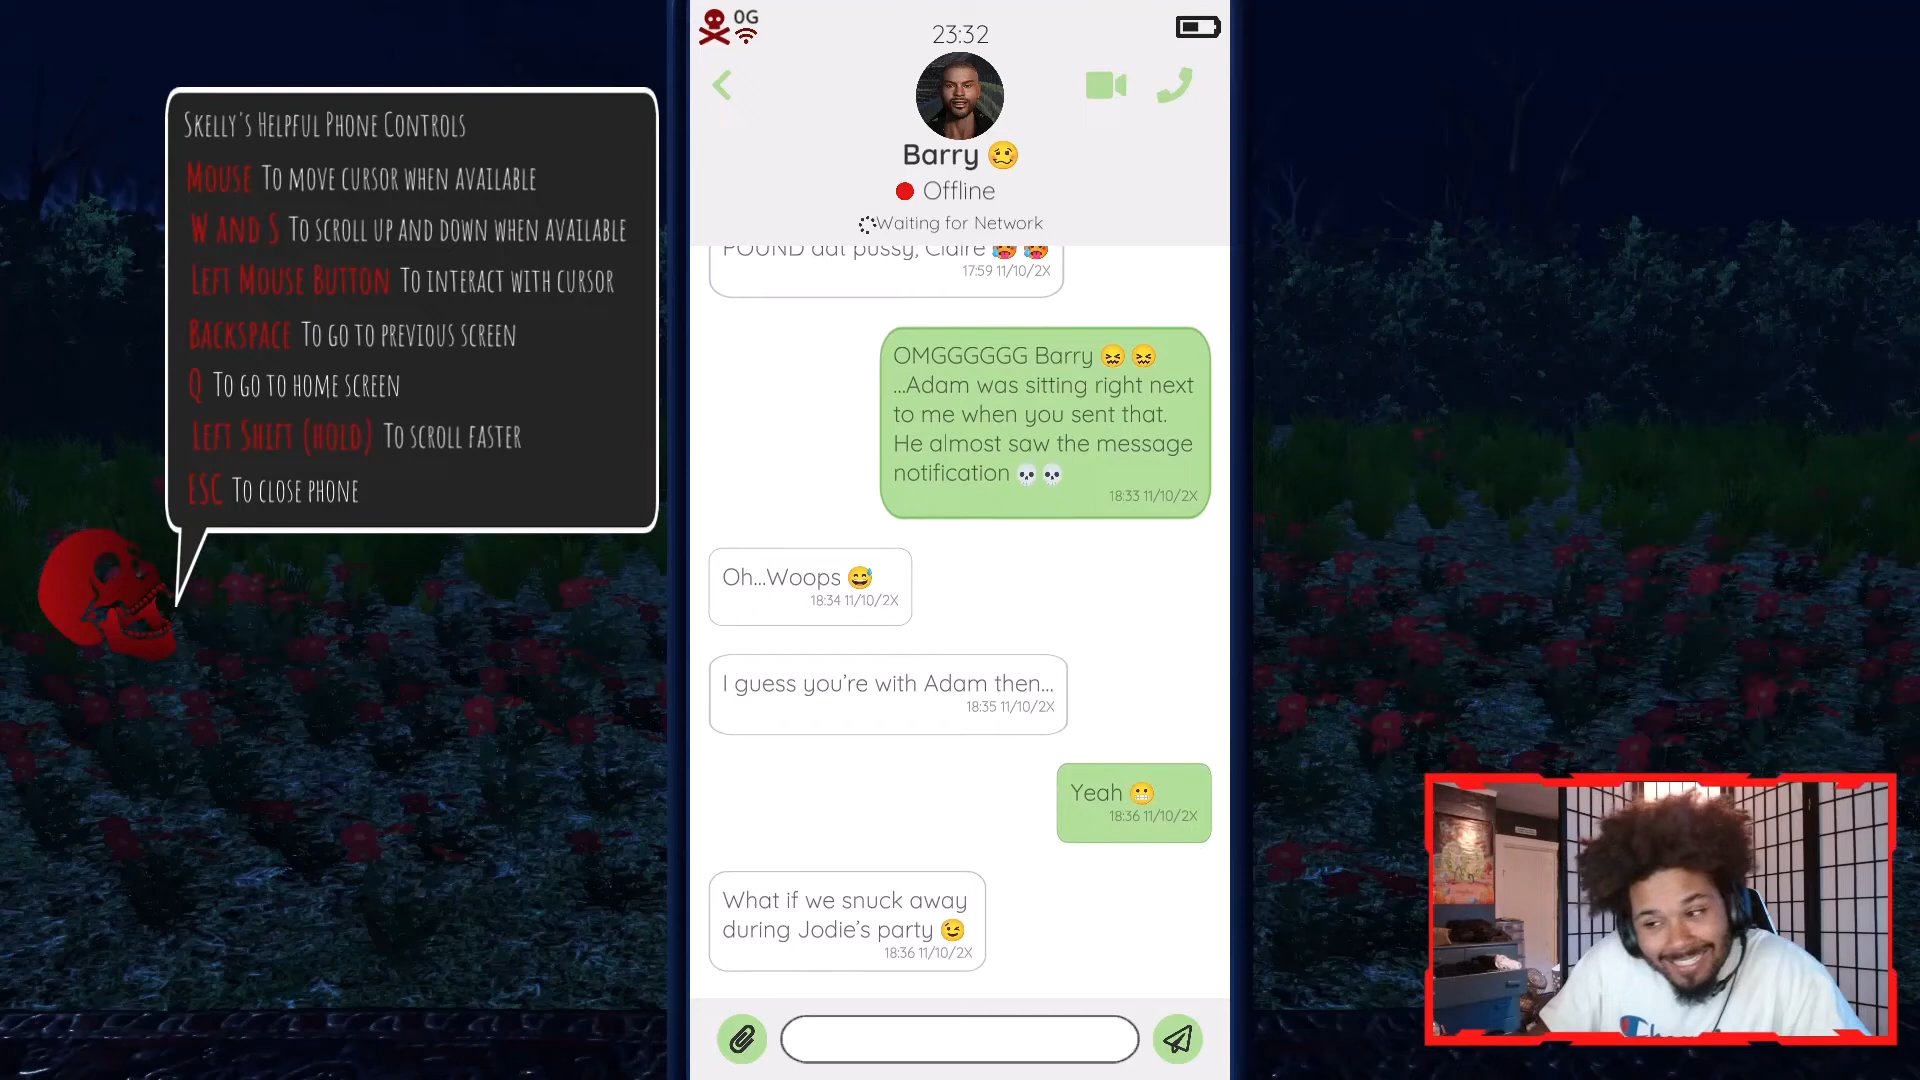 Skelly's Helpful Phone Controls
Mouse To move cursor when available
W and S To scroll up and down when available
Left Mouse Button To interact with cursor
Backspace To go to previous screen
Q To go to home screen
Left Shift (hold) To scroll faster
ESC To close phone
0G
23:32
Barry 🥴
Offline
Waiting for Network
POUND dat pussy, Claire 🥵 🥵
17:59 11/10/2X
OMGGGGGG Barry 😖 😖
...Adam was sitting right next
to me when you sent that.
He almost saw the message
notification 💀 💀
18:33 11/10/2X
Oh...Woops 😅
18:34 11/10/2X
I guess you're with Adam then...
18:35 11/10/2X
Yeah 😬
18:36 11/10/2X
What if we snuck away
during Jodie's party 😉
18:36 11/10/2X